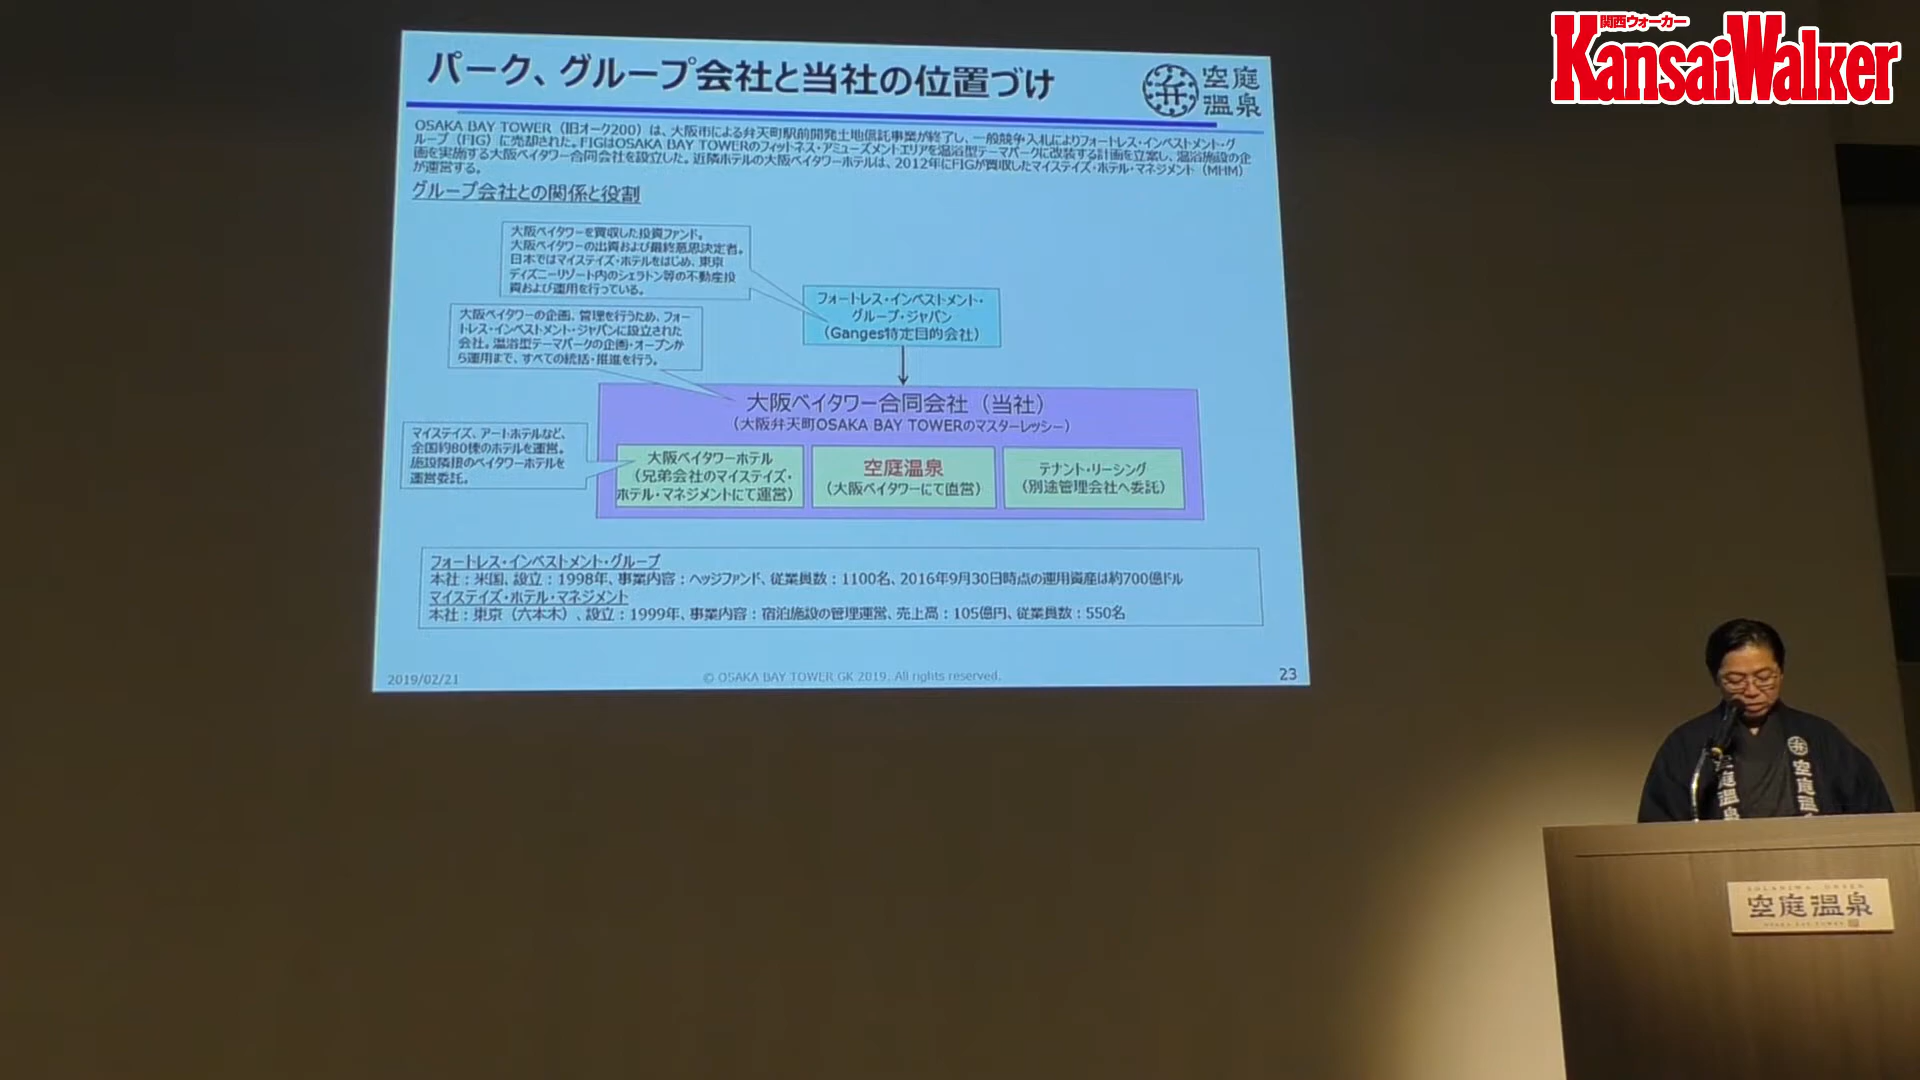 関西ウォーカー
KansaiWalker
パーク、グループ会社と当社の位置づけ
空庭
温泉
OSAKA BAY TOWER（旧オーク200）は、大阪市による弁天町駅前開発土地信託事業が終了し、一般競争入札によりフォートレス・インベストメント・グ
ループ（FIG）に売却された。FIGはOSAKA BAY TOWERのフィットネス・アミューズメントエリアを温浴型テーマパークに改装する計画を立案し、温浴施設の企
画を実施する大阪ベイタワー合同会社を設立した。近隣ホテルの大阪ベイタワーホテルは、2012年にFIGが買収したマイステイズ・ホテル・マネジメント（MHM）
が運営する。
グループ会社との関係と役割
大阪ベイタワーを買収した投資ファンド。
大阪ベイタワーの出資および最終意思決定者。
日本ではマイステイズ・ホテルをはじめ、東京
ディズニーリゾート内のシェラトン等の不動産投
資および運用を行っている。
フォートレス・インベストメント・
グループ・ジャパン
（Ganges特定目的会社）
大阪ベイタワーの企画、管理を行うため、フォー
トレス・インベストメント・ジャパンに設立された
会社。温浴型テーマパークの企画・オープンか
ら運用まで、すべての統括・推進を行う。
大阪ベイタワー合同会社（当社）
（大阪弁天町OSAKA BAY TOWERのマスターレッシー）
マイステイズ、アートホテルなど、
全国約80棟のホテルを運営。
施設隣接のベイタワーホテルを
運営委託。
大阪ベイタワーホテル
（兄弟会社のマイステイズ・
ホテル・マネジメントにて運営）
空庭温泉
（大阪ベイタワーにて直営）
テナント・リーシング
（別途管理会社へ委託）
フォートレス・インベストメント・グループ
本社：米国、設立：1998年、事業内容：ヘッジファンド、従業員数：1100名、2016年9月30日時点の運用資産は約700億ドル
マイステイズ・ホテル・マネジメント
本社：東京（六本木）、設立：1999年、事業内容：宿泊施設の管理運営、売上高：105億円、従業員数：550名
2019/02/21
© OSAKA BAY TOWER GK 2019. All rights reserved.
23
庭温泉
空庭温
SOLANIWA ONSEN
空庭温泉
OSAKA BAY TOWER